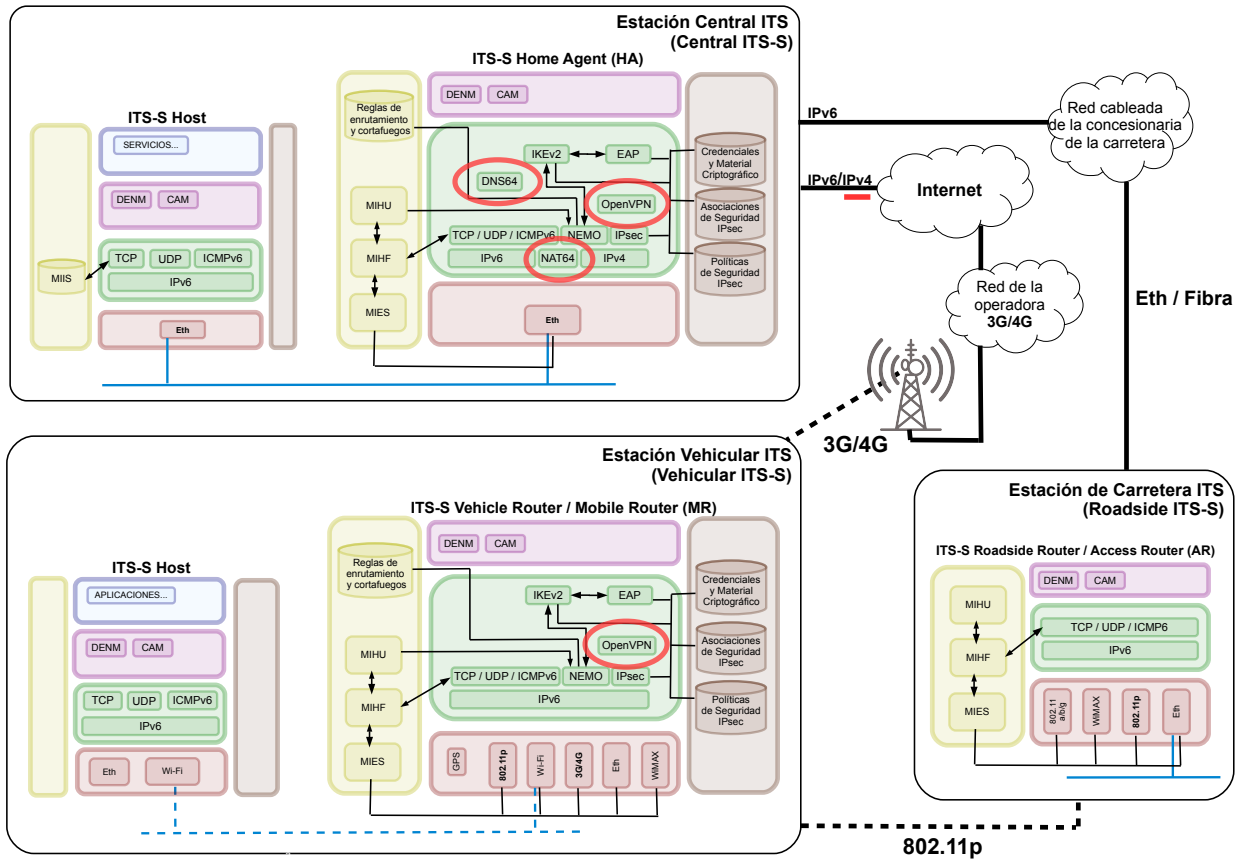 Estación Central ITS
(Central ITS-S)
ITS-S Home Agent (HA)
ITS-S Host
SERVICIOS...
DENM
CAM
TCP
UDP
ICMPv6
IPv6
MIIS
Eth
Reglas de
enrutamiento
y cortafuegos
MIHU
MIHF
MIES
DENM
CAM
IKEv2
EAP
DNS64
OpenVPN
TCP / UDP / ICMPv6
NEMO
IPsec
IPv6
NAT64
IPv4
Eth
Credenciales
y Material
Criptográfico
Asociaciones
de Seguridad
IPsec
Políticas
de Seguridad
IPsec
IPv6
IPv6/IPv4
Red cableada
de la concesionaria
de la carretera
Internet
Red de la
operadora
3G/4G
Eth / Fibra
3G/4G
Estación Vehicular ITS
(Vehicular ITS-S)
ITS-S Vehicle Router / Mobile Router (MR)
ITS-S Host
APLICACIONES...
DENM
CAM
TCP
UDP
ICMPv6
IPv6
Eth
Wi-Fi
Reglas de
enrutamiento
y cortafuegos
MIHU
MIHF
MIES
DENM
CAM
IKEv2
EAP
OpenVPN
TCP / UDP / ICMPv6
NEMO
IPsec
IPv6
GPS
802.11p
Wi-Fi
3G/4G
Eth
WiMAX
Credenciales
y Material
Criptográfico
Asociaciones
de Seguridad
IPsec
Políticas
de Seguridad
IPsec
Estación de Carretera ITS
(Roadside ITS-S)
ITS-S Roadside Router / Access Router (AR)
MIHU
MIHF
MIES
DENM
CAM
TCP / UDP / ICMP6
IPv6
802.11
a/b/g
WiMAX
802.11p
Eth
802.11p